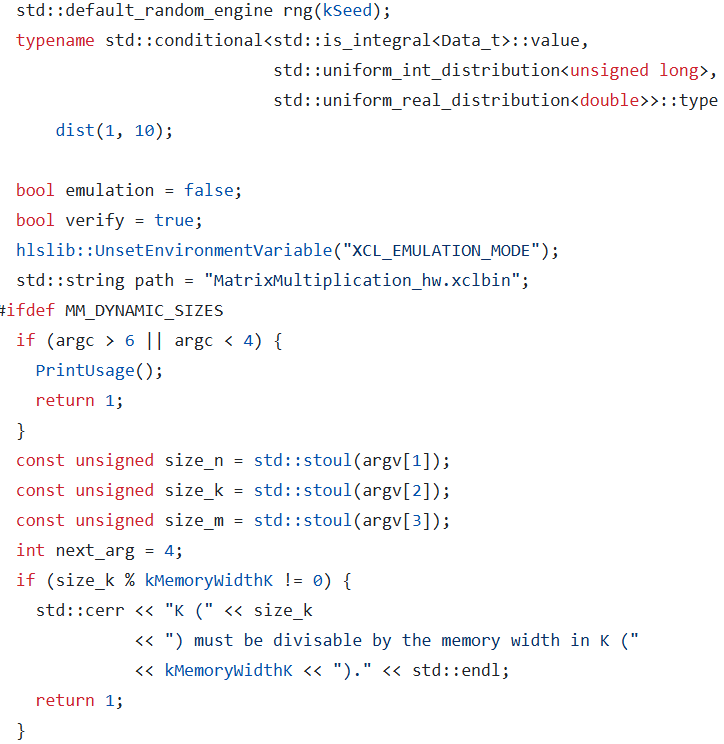 std::default_random_engine rng(kSeed);
typename std::conditional<std::is_integral<Data_t>::value,
std::uniform_int_distribution<unsigned long>,
std::uniform_real_distribution<double>>::type
dist(1, 10);
bool emulation = false;
bool verify = true;
hlslib::UnsetEnvironmentVariable("XCL_EMULATION_MODE");
std::string path = "MatrixMultiplication_hw.xclbin";
#ifdef MM_DYNAMIC_SIZES
if (argc > 6 || argc < 4) {
PrintUsage();
return 1;
}
const unsigned size_n = std::stoul(argv[1]);
const unsigned size_k = std::stoul(argv[2]);
const unsigned size_m = std::stoul(argv[3]);
int next_arg = 4;
if (size_k % kMemoryWidthK != 0) {
std::cerr << "K (" << size_k
<< ") must be divisable by the memory width in K ("
<< kMemoryWidthK << ")." << std::endl;
return 1;
}